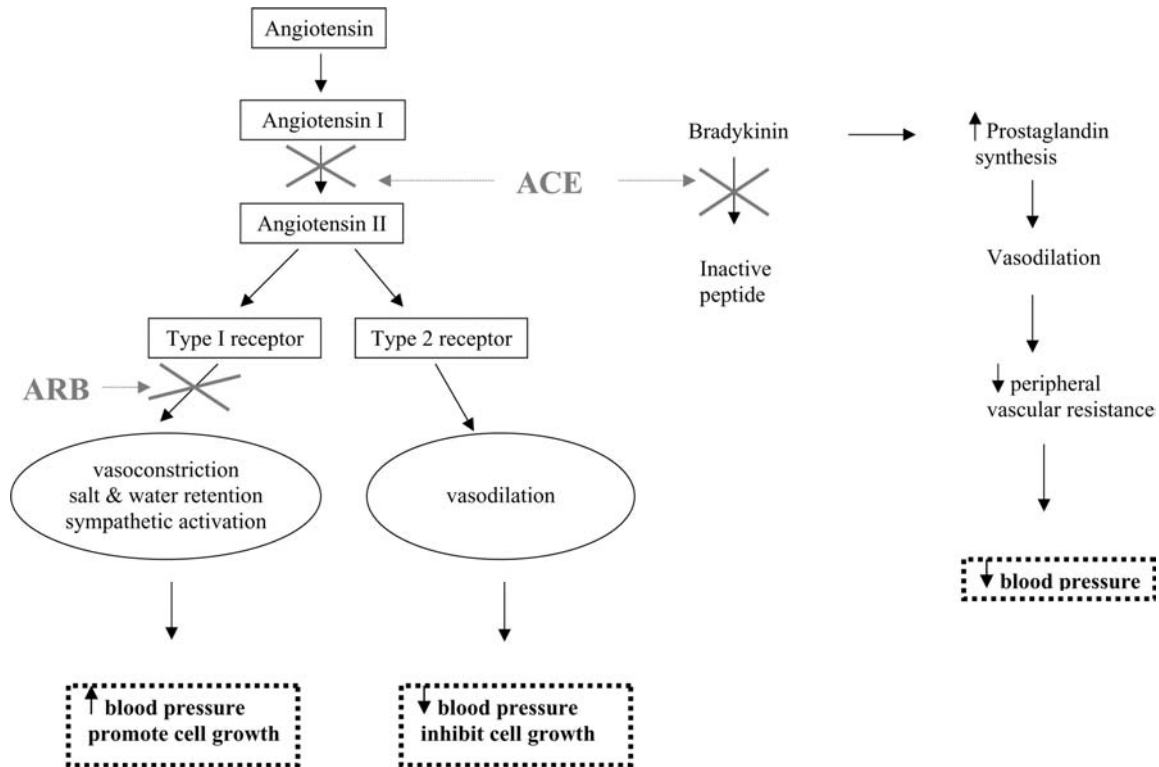 Angiotensin
Angiotensin I
ACE
Angiotensin II
Type I receptor
Type 2 receptor
ARB
vasoconstriction
salt & water retention
sympathetic activation
vasodilation
↑ blood pressure
promote cell growth
↓ blood pressure
inhibit cell growth
Bradykinin
Inactive
peptide
↑ Prostaglandin
synthesis
Vasodilation
↓ peripheral
vascular resistance
↓ blood pressure